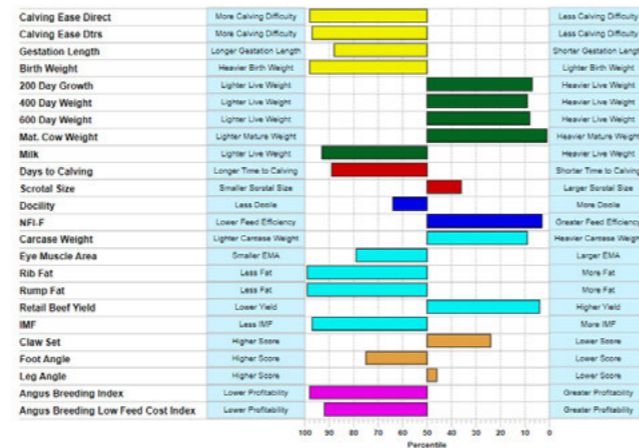 Calving Ease Direct More Calving Difficulty Less Calving Difficulty
Calving Ease Dtrs More Calving Difficulty Less Calving Difficulty
Gestation Length Longer Gestation Length Shorter Gestation Length
Birth Weight Heavier Birth Weight Lighter Birth Weight
200 Day Growth Lighter Live Weight Heavier Live Weight
400 Day Weight Lighter Live Weight Heavier Live Weight
600 Day Weight Lighter Live Weight Heavier Live Weight
Mat. Cow Weight Lighter Mature Weight Heavier Mature Weight
Milk Lighter Live Weight Heavier Live Weight
Days to Calving Longer Time to Calving Shorter Time to Calving
Scrotal Size Smaller Scrotal Size Larger Scrotal Size
Docility Less Docile More Docile
NFI-F Lower Feed Efficiency Greater Feed Efficiency
Carcase Weight Lighter Carcase Weight Heavier Carcase Weight
Eye Muscle Area Smaller EMA Larger EMA
Rib Fat Less Fat More Fat
Rump Fat Less Fat More Fat
Retail Beef Yield Lower Yield Higher Yield
IMF Less IMF More IMF
Claw Set Higher Score Lower Score
Foot Angle Higher Score Lower Score
Leg Angle Higher Score Lower Score
Angus Breeding Index Lower Profitability Greater Profitability
Angus Breeding Low Feed Cost Index Lower Profitability Greater Profitability
100 90 80 70 60 50 40 30 20 10 0
Percentile